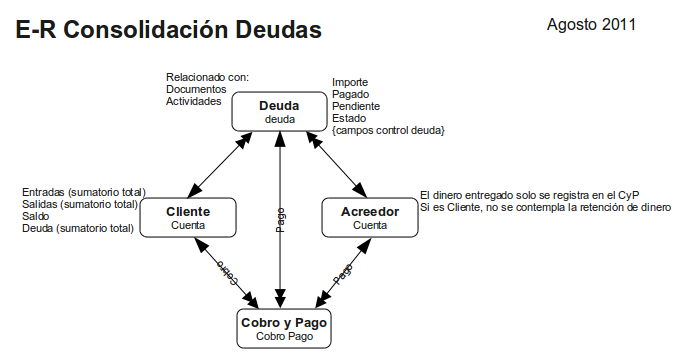 E-R Consolidación Deudas
Agosto 2011
Relacionado con:
Documentos
Actividades
Deuda
deuda
Importe
Pagado
Pendiente
Estado
{campos control deuda}
Entradas (sumatorio total)
Salidas (sumatorio total)
Saldo
Deuda (sumatorio total)
Cliente
Cuenta
Pago
Acreedor
Cuenta
El dinero entregado solo se registra en el CyP
Si es Cliente, no se contempla la retención de dinero
Cobro
Pago
Cobro y Pago
Cobro Pago